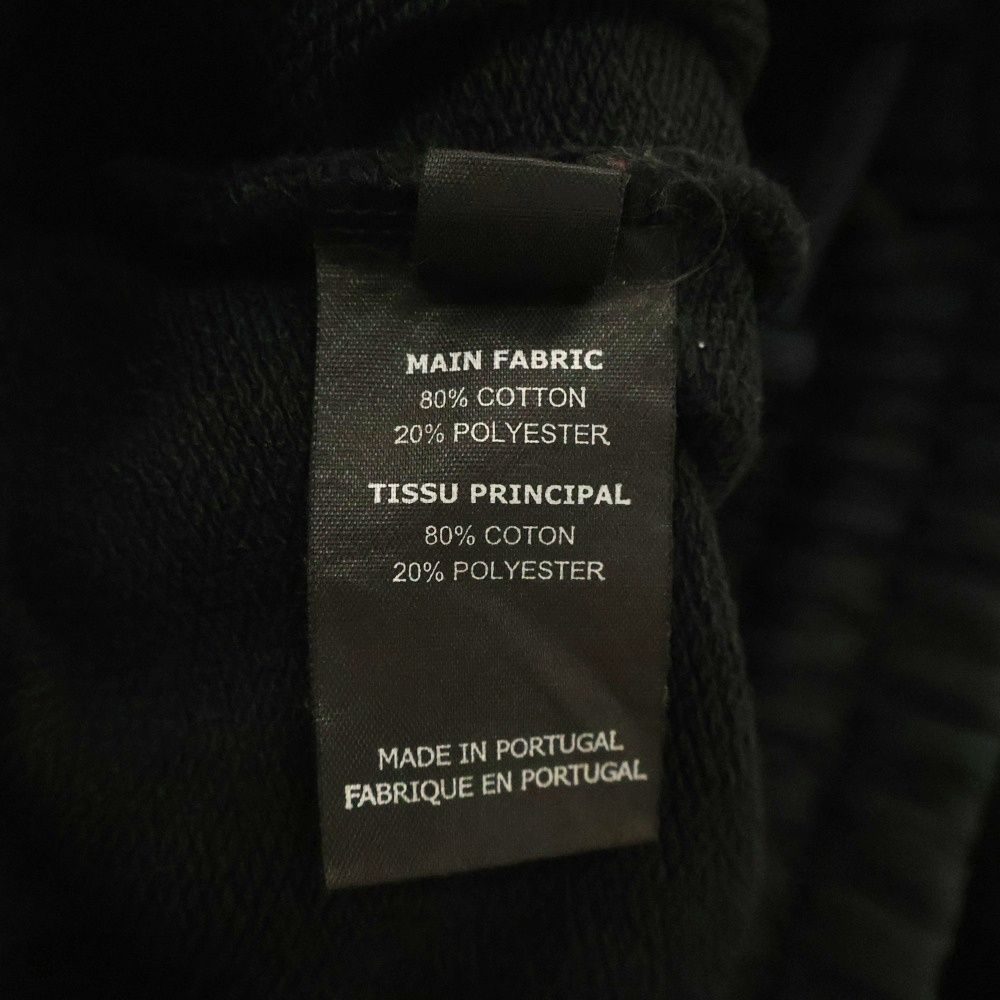 MAIN FABRIC
80% COTTON
20% POLYESTER
TISSU PRINCIPAL
80% COTON
20% POLYESTER
MADE IN PORTUGAL
FABRIQUE EN PORTUGAL